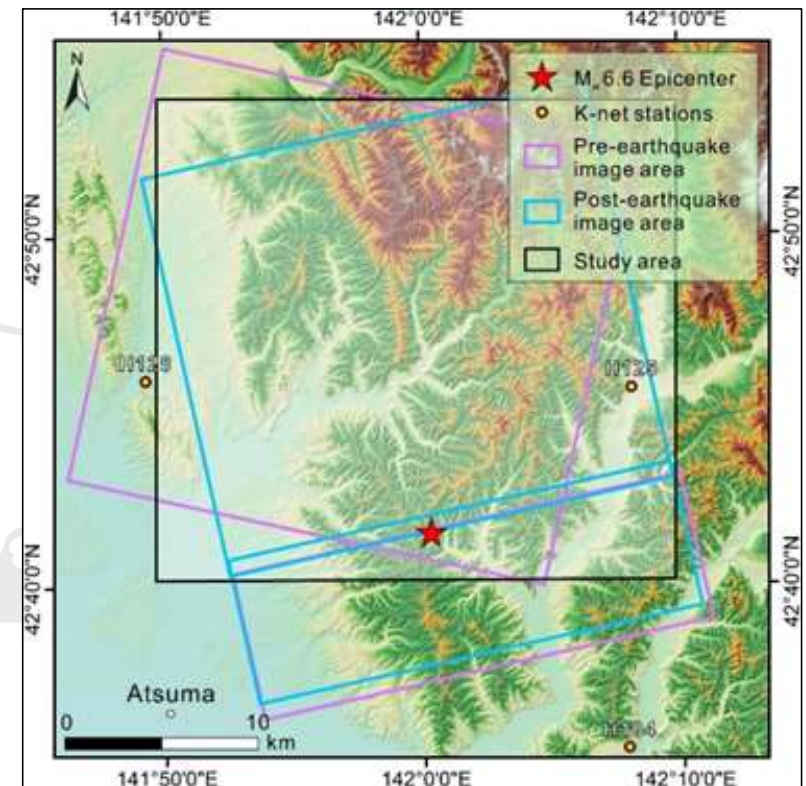 141°50'0"E 142°0'0"E 142°10'0"E
N
M_w 6.6 Epicenter
K-net stations
Pre-earthquake
image area
Post-earthquake
image area
Study area
42°50'0"N 42°50'0"N
42°40'0"N 42°40'0"N
Atsuma
0 10
km
141°50'0"E 142°0'0"E 142°10'0"E